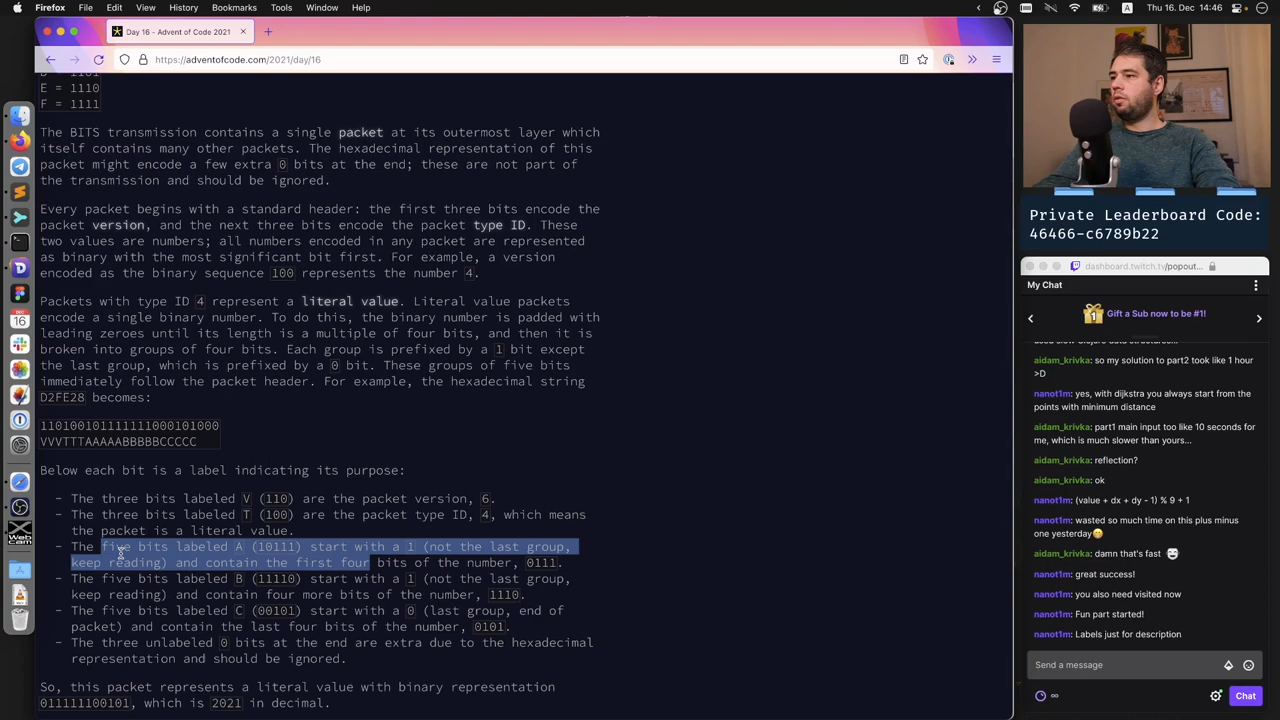 Firefox File Edit View History Bookmarks Tools Window Help
A Thu 16. Dec 14:46
Day 16 - Advent of Code 2021
https://adventofcode.com/2021/day/16
E = 1110
F = 1111
The BITS transmission contains a single packet at its outermost layer which
itself contains many other packets. The hexadecimal representation of this
packet might encode a few extra 0 bits at the end; these are not part of
the transmission and should be ignored.
Every packet begins with a standard header: the first three bits encode the
packet version, and the next three bits encode the packet type ID. These
two values are numbers; all numbers encoded in any packet are represented
as binary with the most significant bit first. For example, a version
encoded as the binary sequence 100 represents the number 4.
Packets with type ID 4 represent a literal value. Literal value packets
encode a single binary number. To do this, the binary number is padded with
leading zeroes until its length is a multiple of four bits, and then it is
broken into groups of four bits. Each group is prefixed by a 1 bit except
the last group, which is prefixed by a 0 bit. These groups of five bits
immediately follow the packet header. For example, the hexadecimal string
D2FE28 becomes:
110100101111111000101000
VVVTTTAAAAABBBBBCCCCC
Below each bit is a label indicating its purpose:
- The three bits labeled V (110) are the packet version, 6.
- The three bits labeled T (100) are the packet type ID, 4, which means
the packet is a literal value.
- The five bits labeled A (10111) start with a 1 (not the last group,
keep reading) and contain the first four bits of the number, 0111.
- The five bits labeled B (11110) start with a 1 (not the last group,
keep reading) and contain four more bits of the number, 1110.
- The five bits labeled C (00101) start with a 0 (last group, end of
packet) and contain the last four bits of the number, 0101.
- The three unlabeled 0 bits at the end are extra due to the hexadecimal
representation and should be ignored.
So, this packet represents a literal value with binary representation
011111100101, which is 2021 in decimal.
DEC
16
Private Leaderboard Code:
46466-c6789b22
dashboard.twitch.tv/popout...
My Chat
1 Gift a Sub now to be #1!
aidam_krivka: so my solution to part2 took like 1 hour
>D
nanot1m: yes, with dijkstra you always start from the
points with minimum distance
aidam_krivka: part1 main input too like 10 seconds for
me, which is much slower than yours...
aidam_krivka: reflection?
aidam_krivka: ok
nanot1m: (value + dx + dy - 1) % 9 + 1
nanot1m: wasted so much time on this plus minus
one yesterday
aidam_krivka: damn that's fast
nanot1m: great success!
nanot1m: you also need visited now
nanot1m: Fun part started!
nanot1m: Labels just for description
Send a message
∞ Chat